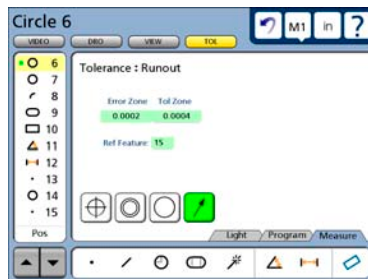 Circle 6
M1 in ?
VIDEO DRO VIEW TOL
6
7
8
9
10
11
12
13
14
15
Pos
Tolerance : Runout
Error Zone Tol Zone
0.0002 0.0004
Ref Feature 15
Light Program Measure